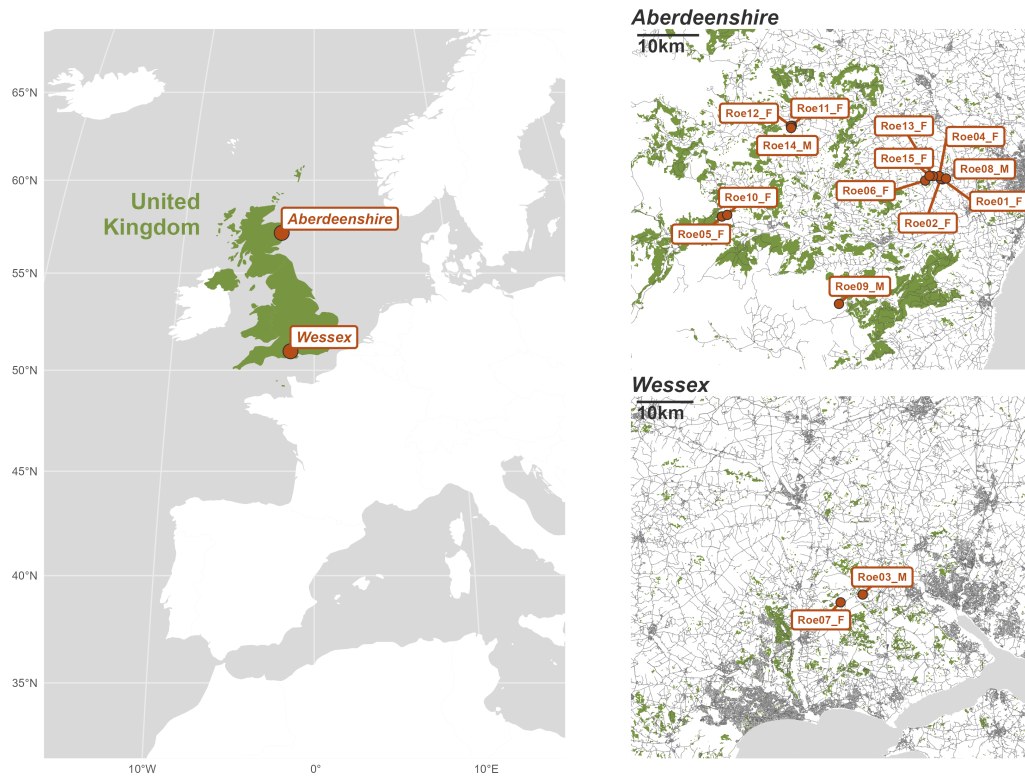 65°N
60°N
55°N
50°N
45°N
40°N
35°N
10°W
0°
10°E
United
Kingdom
Aberdeenshire
Wessex
Aberdeenshire
10km
Roe12_F
Roe11_F
Roe14_M
Roe13_F
Roe04_F
Roe15_F
Roe08_M
Roe06_F
Roe01_F
Roe02_F
Roe10_F
Roe05_F
Roe09_M
Wessex
10km
Roe03_M
Roe07_F